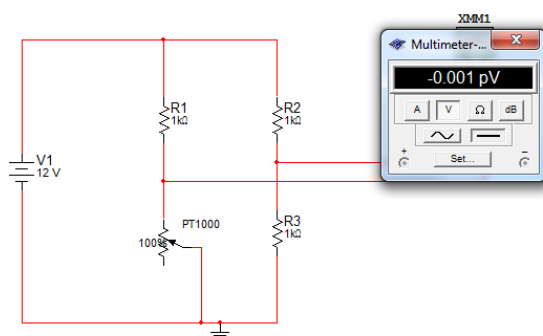 XMM1
Multimeter-...
-0.001 pV
A V Ω dB
+ Set... -
R1
1kΩ
R2
1kΩ
V1
12 V
PT1000
100%
R3
1kΩ